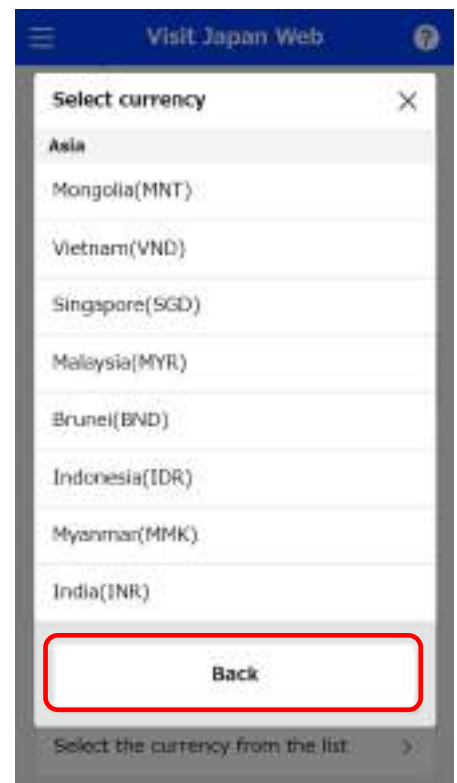 Visit Japan Web
?
Select currency
Asia
Mongolia(MNT)
Vietnam(VND)
Singapore(SGD)
Malaysia(MYR)
Brunei(BND)
Indonesia(IDR)
Myanmar(MMK)
India(INR)
Back
Select the currency from the list